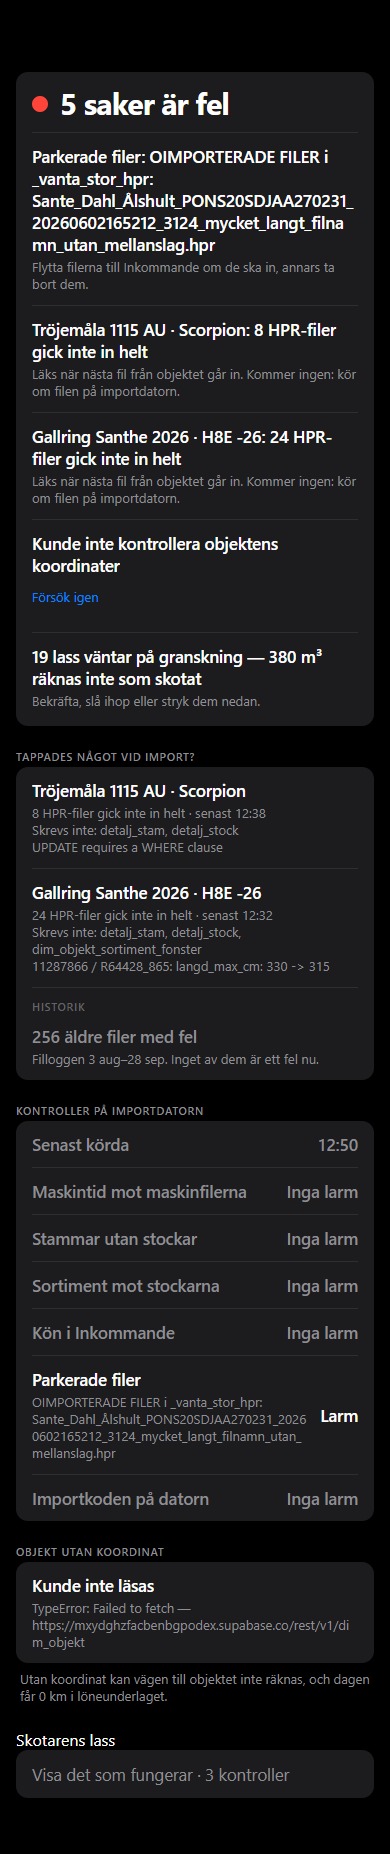 5 saker är fel
Parkerade filer: OIMPORTERADE FILER i
_vanta_stor_hpr:
Sante_Dahl_Ålshult_PONS20SDJAA270231_
20260602165212_3124_mycket_langt_filna
mn_utan_mellanslag.hpr
Flytta filerna till Inkommande om de ska in, annars ta
bort dem.
Tröjemåla 1115 AU · Scorpion: 8 HPR-filer
gick inte in helt
Läks när nästa fil från objektet går in. Kommer ingen: kör
om filen på importdatorn.
Gallring Santhe 2026 · H8E -26: 24 HPR-
filer gick inte in helt
Läks när nästa fil från objektet går in. Kommer ingen: kör
om filen på importdatorn.
Kunde inte kontrollera objektens
koordinater
Försök igen
19 lass väntar på granskning — 380 m³
räknas inte som skotat
Bekräfta, slå ihop eller stryk dem nedan.
TAPPADES NÅGOT VID IMPORT?
Tröjemåla 1115 AU · Scorpion
8 HPR-filer gick inte in helt · senast 12:38
Skrevs inte: detalj_stam, detalj_stock
UPDATE requires a WHERE clause
Gallring Santhe 2026 · H8E -26
24 HPR-filer gick inte in helt · senast 12:32
Skrevs inte: detalj_stam, detalj_stock,
dim_objekt_sortiment_fonster
11287866 / R64428_865: langd_max_cm: 330 -> 315
HISTORIK
256 äldre filer med fel
Filloggen 3 aug–28 sep. Inget av dem är ett fel nu.
KONTROLLER PÅ IMPORTDATORN
Senast körda 12:50
Maskintid mot maskinfilerna Inga larm
Stammar utan stockar Inga larm
Sortiment mot stockarna Inga larm
Kön i Inkommande Inga larm
Parkerade filer
OIMPORTERADE FILER i _vanta_stor_hpr:
Sante_Dahl_Ålshult_PONS20SDJAA270231_2026 Larm
0602165212_3124_mycket_langt_filnamn_utan_
mellanslag.hpr
Importkoden på datorn Inga larm
OBJEKT UTAN KOORDINAT
Kunde inte läsas
TypeError: Failed to fetch —
https://mxydghzfacbenbgpodex.supabase.co/rest/v1/di
m_objekt
Utan koordinat kan vägen till objektet inte räknas, och dagen
får 0 km i löneunderlaget.
Skotarens lass
Visa det som fungerar · 3 kontroller